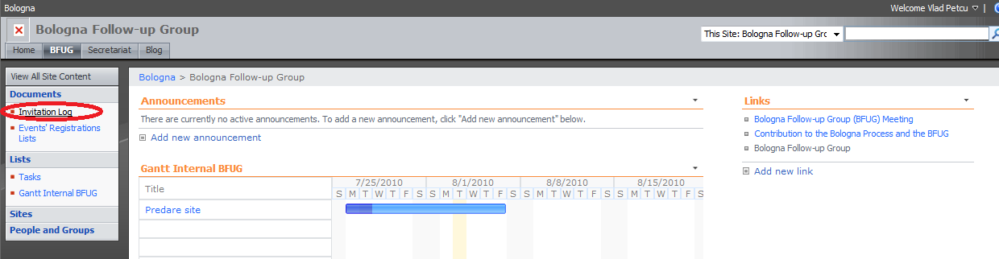 Bologna
Welcome Vlad Petcu
Bologna Follow-up Group
This Site: Bologna Follow-up Gr
Home BFUG Secretariat Blog
View All Site Content
Documents
Invitation Log
Events' Registrations
Lists
Lists
Tasks
Gantt Internal BFUG
Sites
People and Groups
Bologna > Bologna Follow-up Group
Announcements
There are currently no active announcements. To add a new announcement, click "Add new announcement" below.
Add new announcement
Gantt Internal BFUG
Title
7/25/2010 8/1/2010 8/8/2010 8/15/2010
S M T W T F S S M T W T F S S M T W T F S S M T W T F S
Predare site
Links
Bologna Follow-up Group (BFUG) Meeting
Contribution to the Bologna Process and the BFUG
Bologna Follow-up Group
Add new link